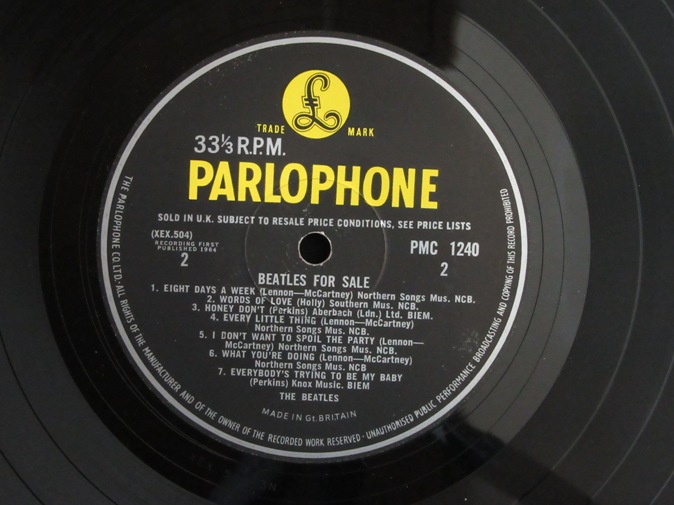 £
TRADE MARK
33⅓ R.P.M.
PARLOPHONE
SOLD IN U.K. SUBJECT TO RESALE PRICE CONDITIONS, SEE PRICE LISTS
(XEX.504)
RECORDING FIRST
PUBLISHED 1964
2
PMC 1240
2
BEATLES FOR SALE
1. EIGHT DAYS A WEEK (Lennon—McCartney) Northern Songs Mus. NCB.
2. WORDS OF LOVE (Holly) Southern Mus. NCB.
3. HONEY DON'T (Perkins) Aberbach (Ldn.) Ltd. BIEM.
4. EVERY LITTLE THING (Lennon—McCartney)
Northern Songs Mus. NCB.
5. I DON'T WANT TO SPOIL THE PARTY (Lennon—
McCartney) Northern Songs Mus. NCB.
6. WHAT YOU'RE DOING (Lennon—McCartney)
Northern Songs Mus. NCB
7. EVERYBODY'S TRYING TO BE MY BABY
(Perkins) Knox Music. BIEM
THE BEATLES
MADE IN Gt. BRITAIN
THE PARLOPHONE CO. LTD. · ALL RIGHTS OF THE MANUFACTURER AND OF THE OWNER OF THE RECORDED WORK RESERVED · UNAUTHORISED PUBLIC PERFORMANCE BROADCASTING AND COPYING OF THIS RECORD PROHIBITED